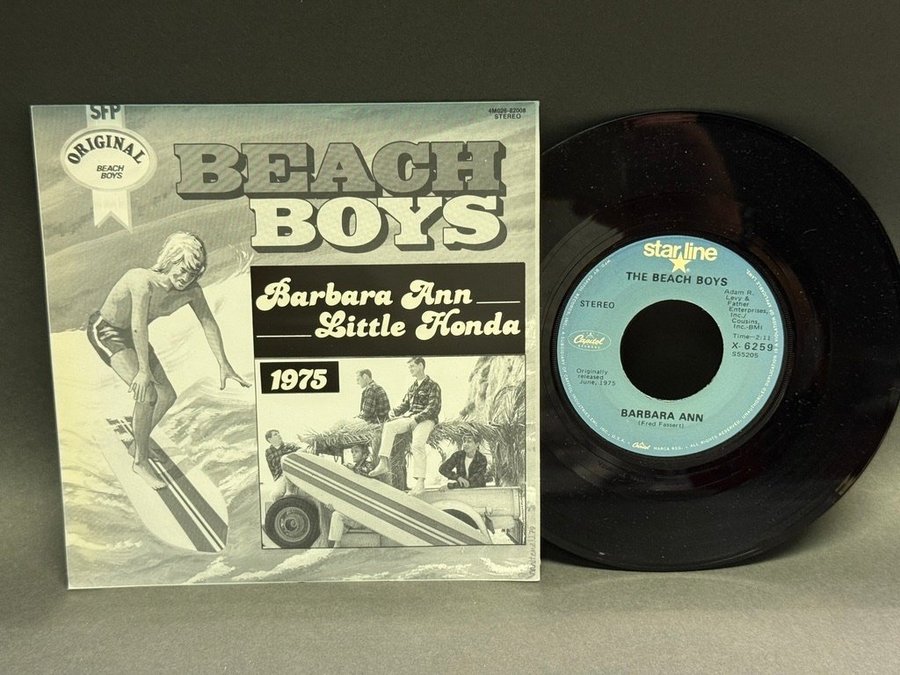 SFP
ORIGINAL
BEACH
BOYS
4M026-82008
STEREO
BEACH
BOYS
Barbara Ann
Little Honda
1975
starline
THE BEACH BOYS
STEREO
Adam R.
Levy &
Father
Enterprises,
Inc./
Cousins,
Inc.-BMI
Time-2:11
X-6259
S55205
Capitol
RECORDS
Originally
released
June, 1975
BARBARA ANN
(Fred Fassert)